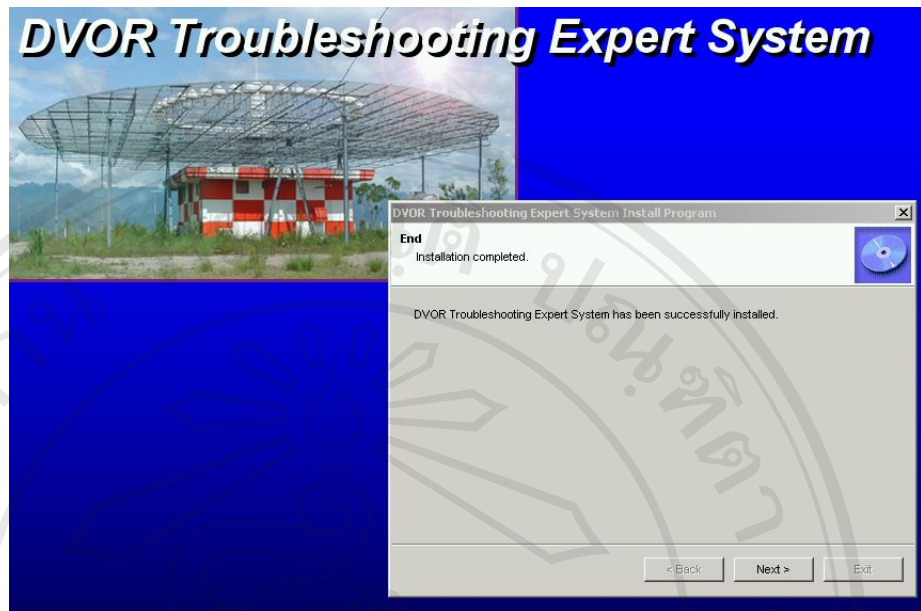 DVOR Troubleshooting Expert System
DVOR Troubleshooting Expert System Install Program
End
Installation completed.
DVOR Troubleshooting Expert System has been successfully installed.
< Back
Next >
Exit